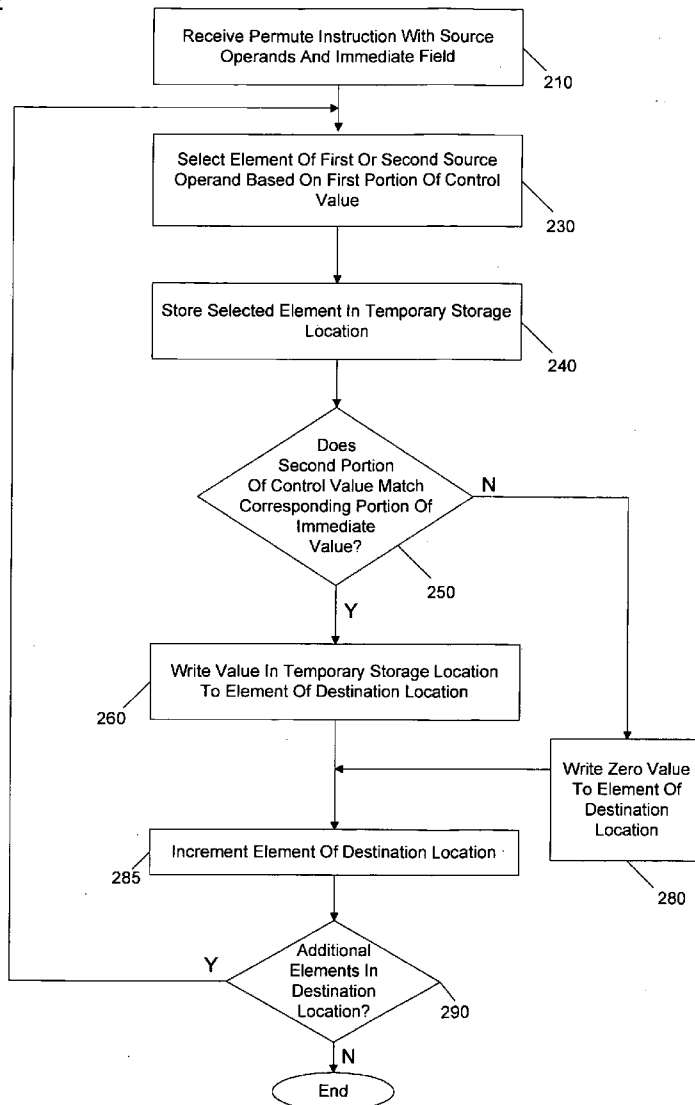 Receive Permute Instruction With Source
Operands And Immediate Field
210
Select Element Of First Or Second Source
Operand Based On First Portion Of Control
Value
230
Store Selected Element In Temporary Storage
Location
240
Does
Second Portion
Of Control Value Match
Corresponding Portion Of
Immediate
Value?
N
250
Y
Write Value In Temporary Storage Location
To Element Of Destination Location
260
Write Zero Value
To Element Of
Destination
Location
280
Increment Element Of Destination Location
285
Additional
Elements In
Destination
Location?
Y
290
N
End